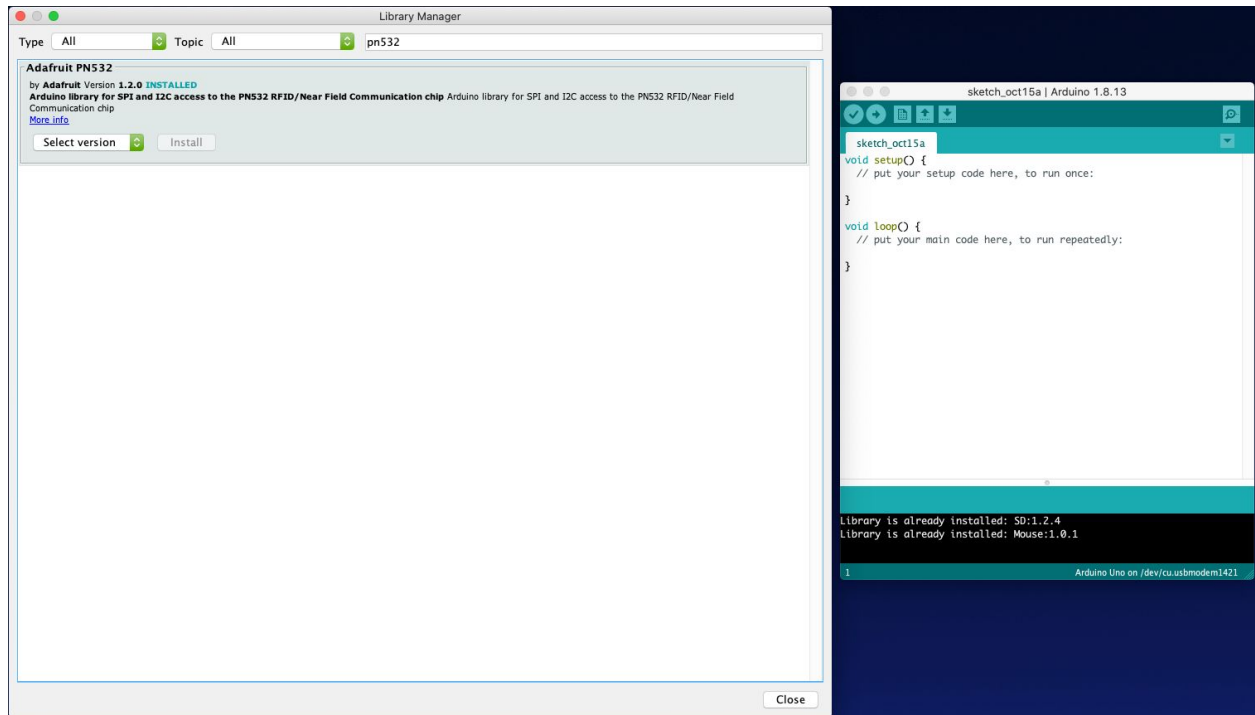 Library Manager
Type All Topic All pn532
Adafruit PN532
by Adafruit Version 1.2.0 INSTALLED
Arduino library for SPI and I2C access to the PN532 RFID/Near Field Communication chip Arduino library for SPI and I2C access to the PN532 RFID/Near Field
Communication chip
More info
Select version Install
Close
sketch_oct15a | Arduino 1.8.13
sketch_oct15a
void setup() {
// put your setup code here, to run once:
}
void loop() {
// put your main code here, to run repeatedly:
}
Library is already installed: SD:1.2.4
Library is already installed: Mouse:1.0.1
1 Arduino Uno on /dev/cu.usbmodem1421